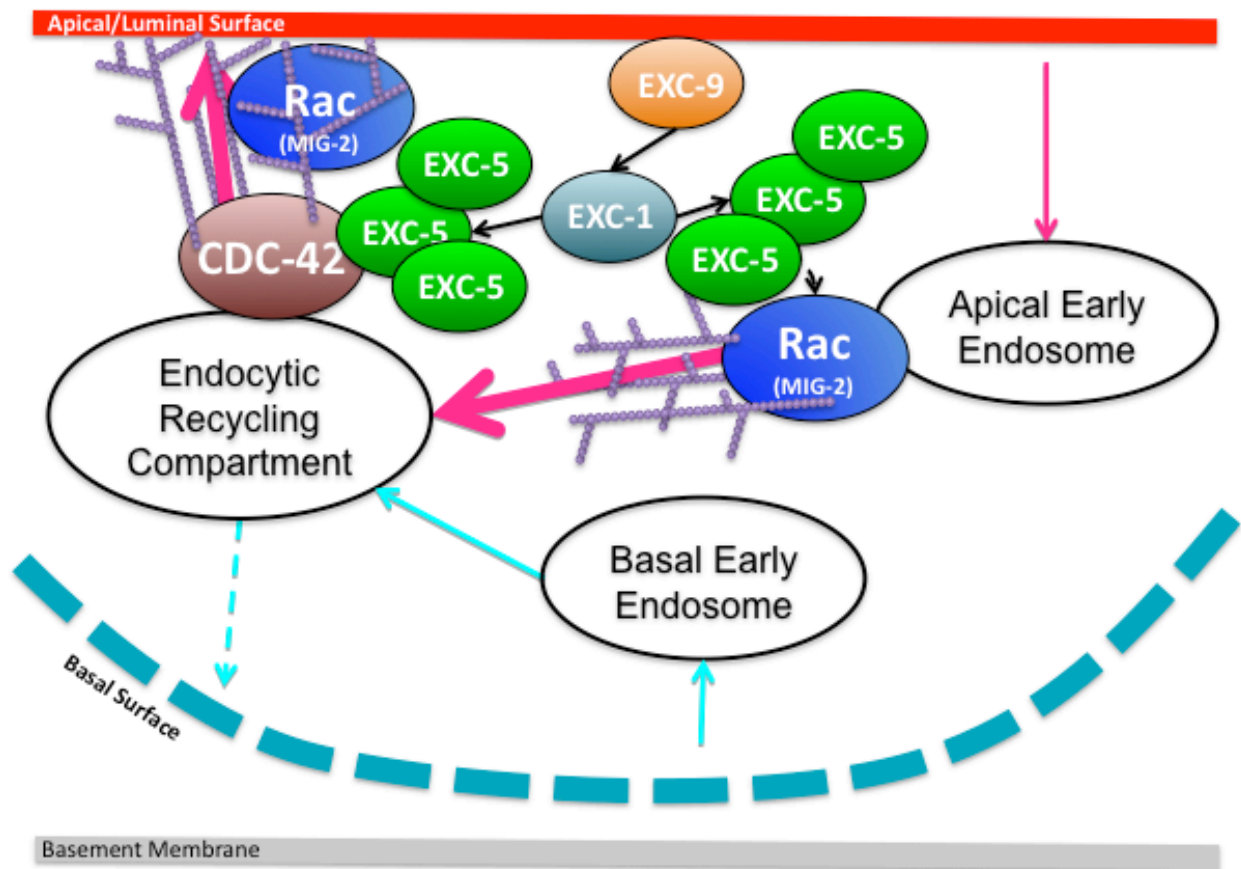 Apical/Luminal Surface
Rac
(MIG-2)
EXC-9
EXC-5
EXC-5
EXC-1
EXC-5
EXC-5
EXC-5
EXC-5
CDC-42
Rac
(MIG-2)
Apical Early
Endosome
Endocytic
Recycling
Compartment
Basal Early
Endosome
Basal Surface
Basement Membrane